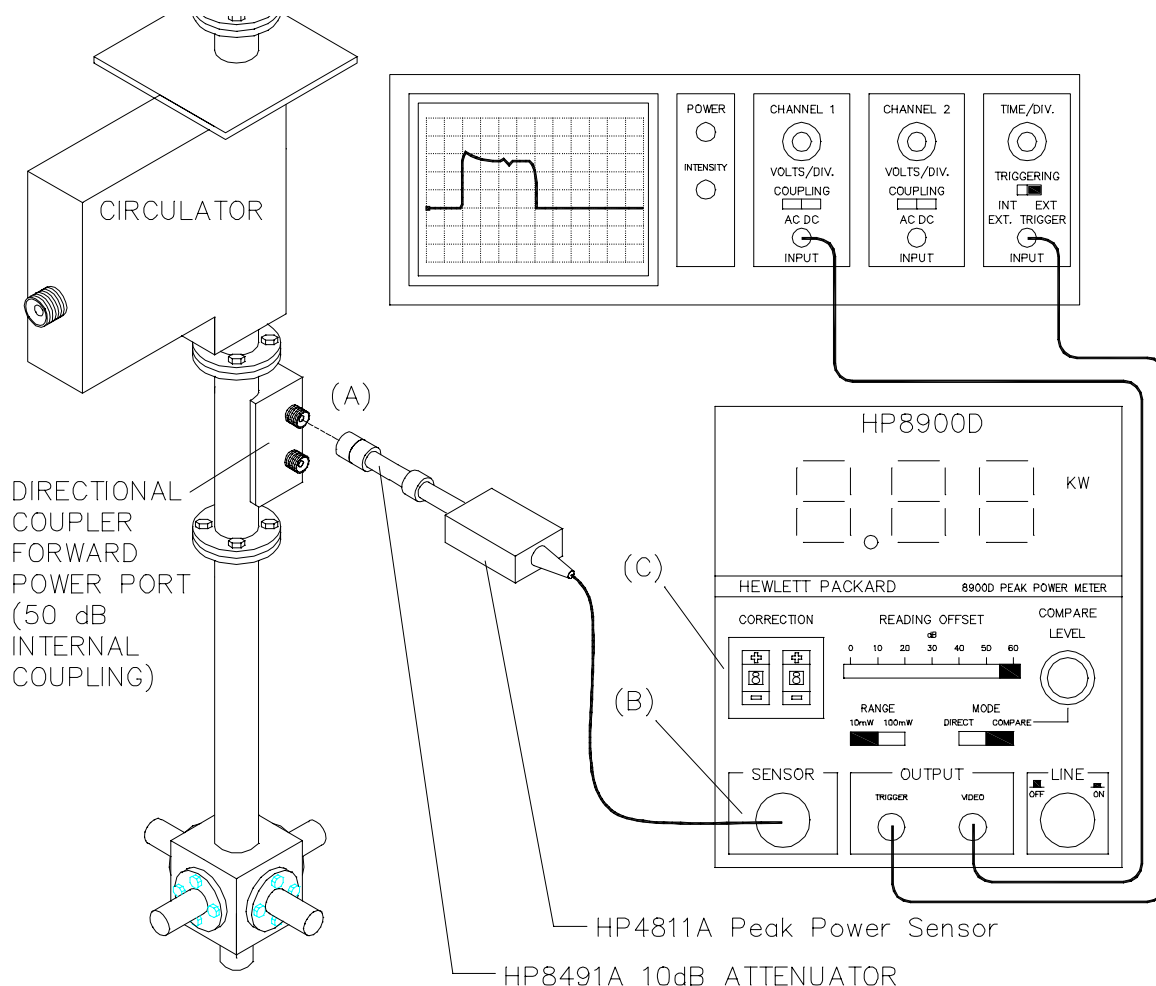 CIRCULATOR
POWER
INTENSITY
CHANNEL 1
VOLTS/DIV.
COUPLING
AC DC
INPUT
CHANNEL 2
VOLTS/DIV.
COUPLING
AC DC
INPUT
TIME/DIV.
TRIGGERING
INT EXT
EXT. TRIGGER
INPUT
(A)
DIRECTIONAL
COUPLER
FORWARD
POWER PORT
(50 dB
INTERNAL
COUPLING)
HP8900D
8.88 KW
HEWLETT PACKARD 8900D PEAK POWER METER
(C)
CORRECTION
+ +
8 8
- -
READING OFFSET
dB
0 10 20 30 40 50 60
COMPARE
LEVEL
RANGE
10mW 100mW
MODE
DIRECT COMPARE
(B)
SENSOR
OUTPUT
TRIGGER VIDEO
LINE
OFF ON
HP4811A Peak Power Sensor
HP8491A 10dB ATTENUATOR